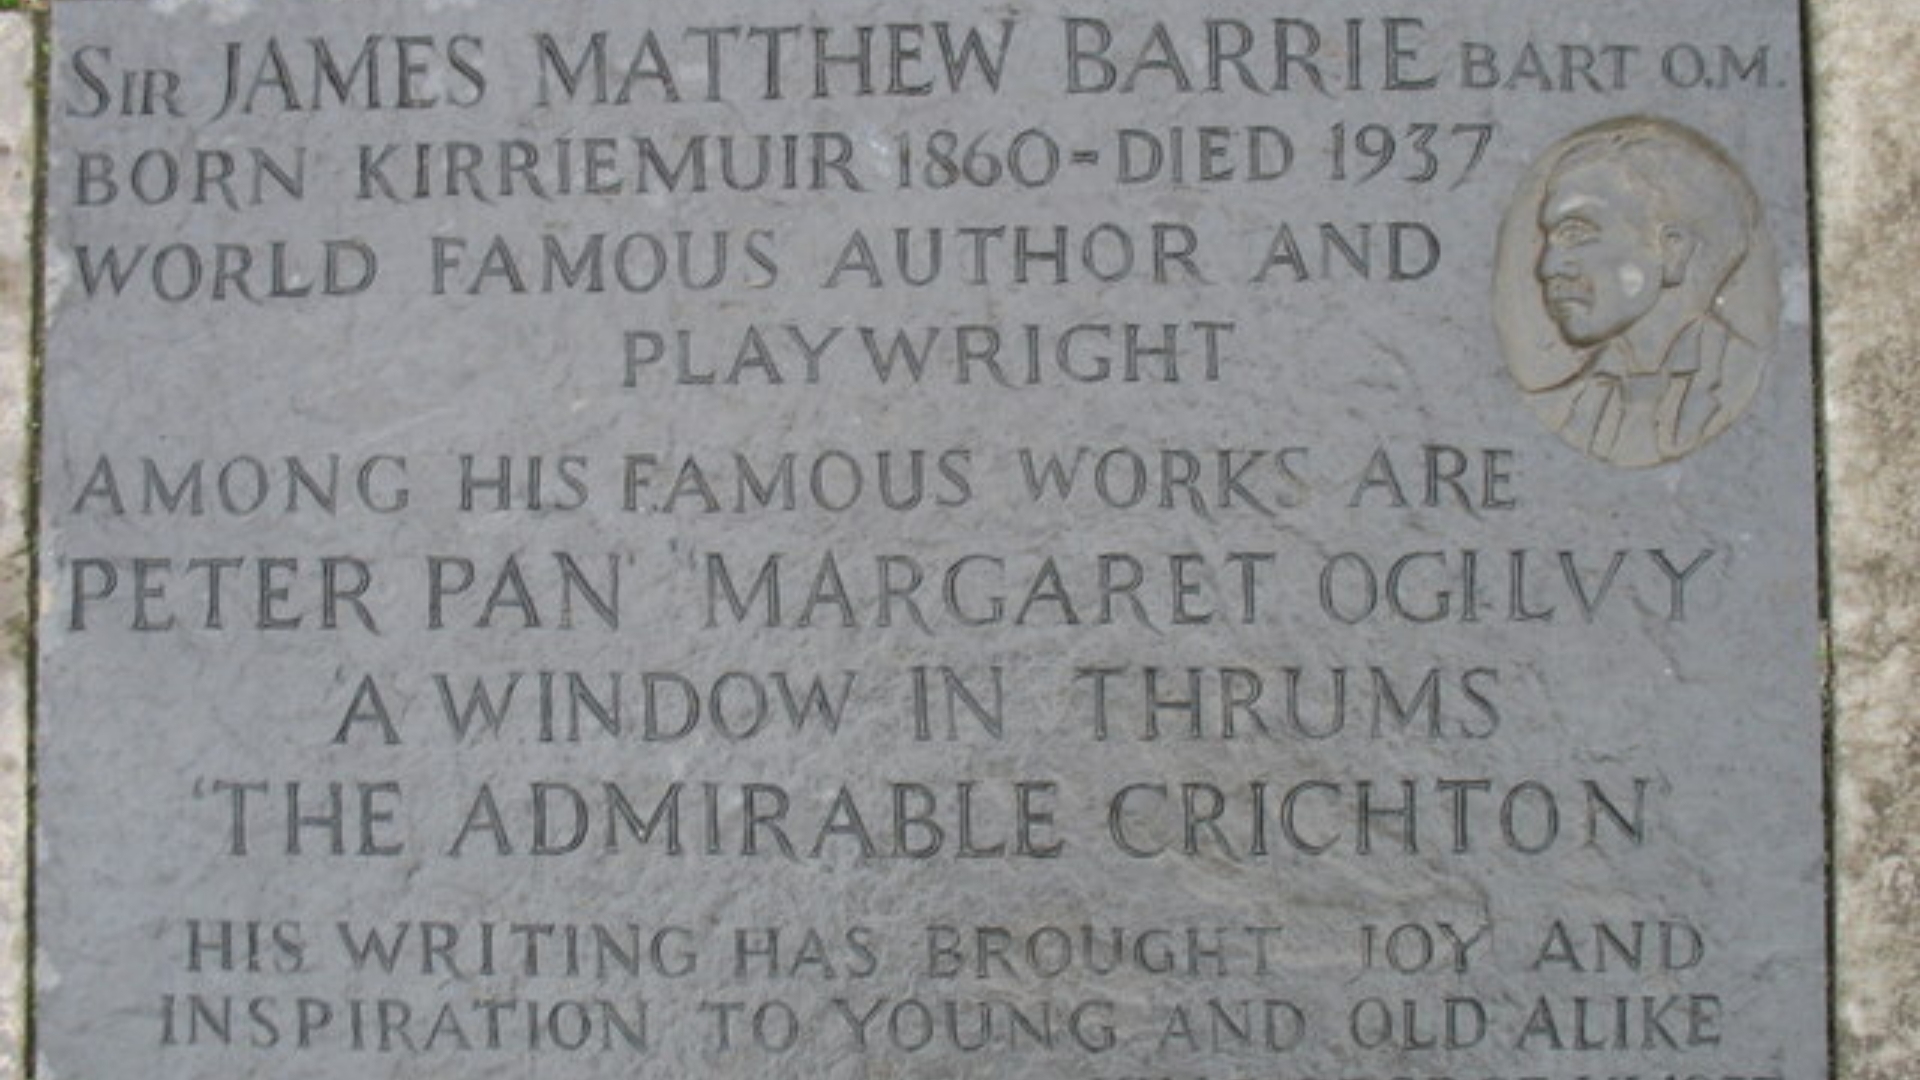 SIR JAMES MATTHEW BARRIE BART O.M.
BORN KIRRIEMUIR 1860=DIED 1937
WORLD FAMOUS AUTHOR AND
PLAYWRIGHT
AMONG HIS FAMOUS WORKS ARE
'PETER PAN' 'MARGARET OGILVY'
'A WINDOW IN THRUMS'
'THE ADMIRABLE CRICHTON'
HIS WRITING HAS BROUGHT JOY AND
INSPIRATION TO YOUNG AND OLD ALIKE